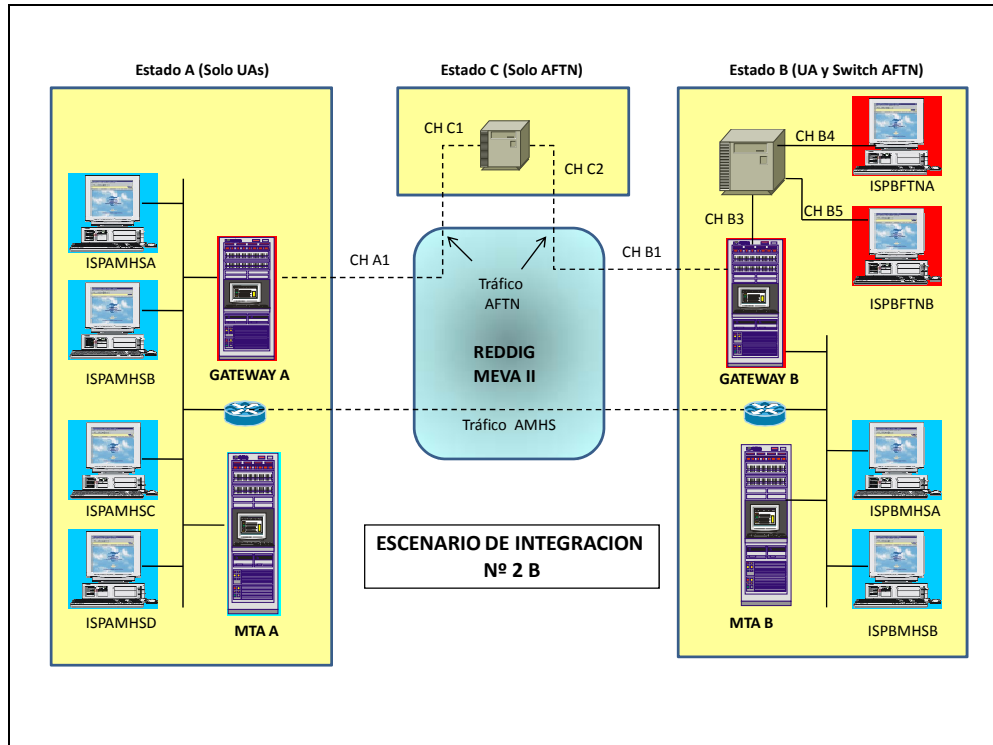 Estado A (Solo UAs)
Estado C (Solo AFTN)
Estado B (UA y Switch AFTN)
CH C1
CH C2
CH B4
ISPBFTNA
CH B3
CH B5
ISPBFTNB
ISPAMHSA
CH A1
CH B1
Tráfico
AFTN
ISPAMHSB
GATEWAY A
REDDIG
MEVA II
GATEWAY B
Tráfico AMHS
ISPAMHSC
ISPBMHSA
ESCENARIO DE INTEGRACION
Nº 2 B
ISPAMHSD
MTA A
MTA B
ISPBMHSB